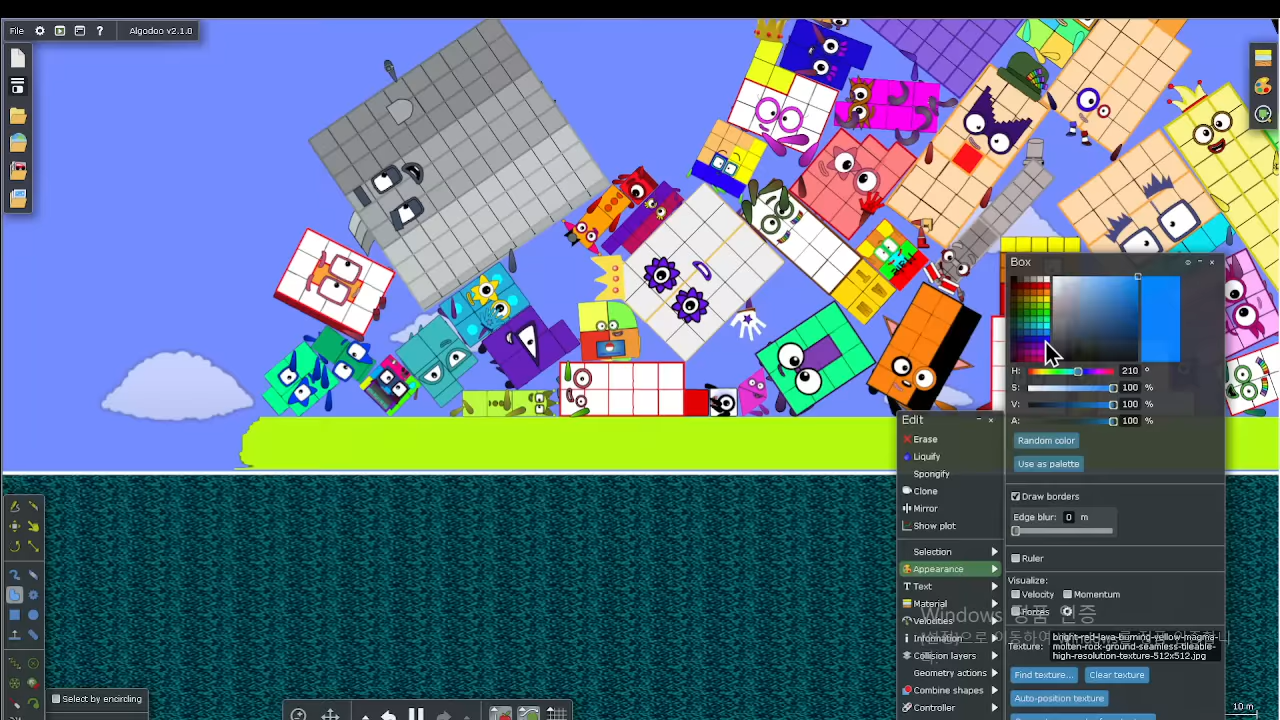 File
?
Algodoo v2.1.0
Box
H: 210 °
S: 100 %
V: 100 %
A: 100 %
Random color
Use as palette
Draw borders
Edge blur: 0 m
Ruler
Visualize:
Velocity
Momentum
Forces
Texture: bright-red-lava-burning-yellow-magma-
molten-rock-ground-seamless-tileable-
high-resolution-texture-512x512.jpg
Find texture...
Clear texture
Auto-position texture
Edit
Erase
Liquify
Spongify
Clone
Mirror
Show plot
Selection
Appearance
Text
Material
Velocities
Information
Collision layers
Geometry actions
Combine shapes
Controller
Windows 정품 인증
Select by encircling
10 m